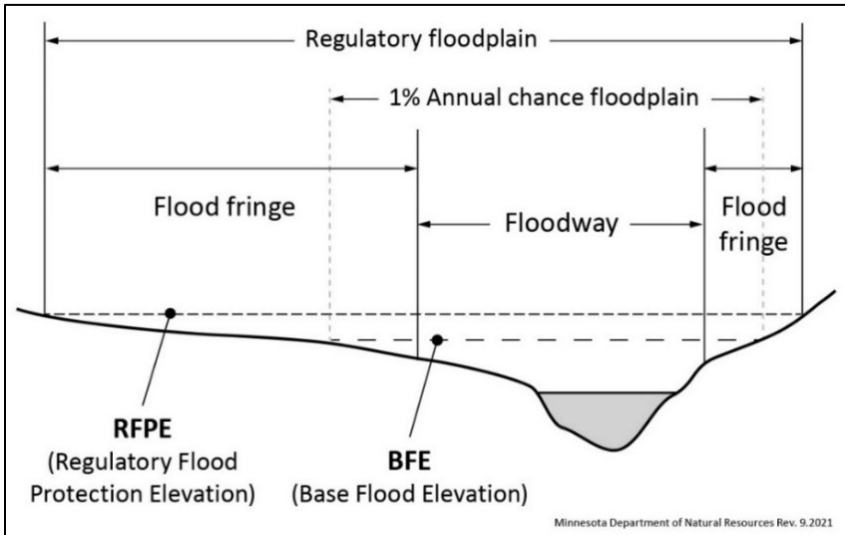 Regulatory floodplain
1% Annual chance floodplain
Flood fringe
Floodway
Flood
fringe
RFPE
(Regulatory Flood
Protection Elevation)
BFE
(Base Flood Elevation)
Minnesota Department of Natural Resources Rev. 9.2021